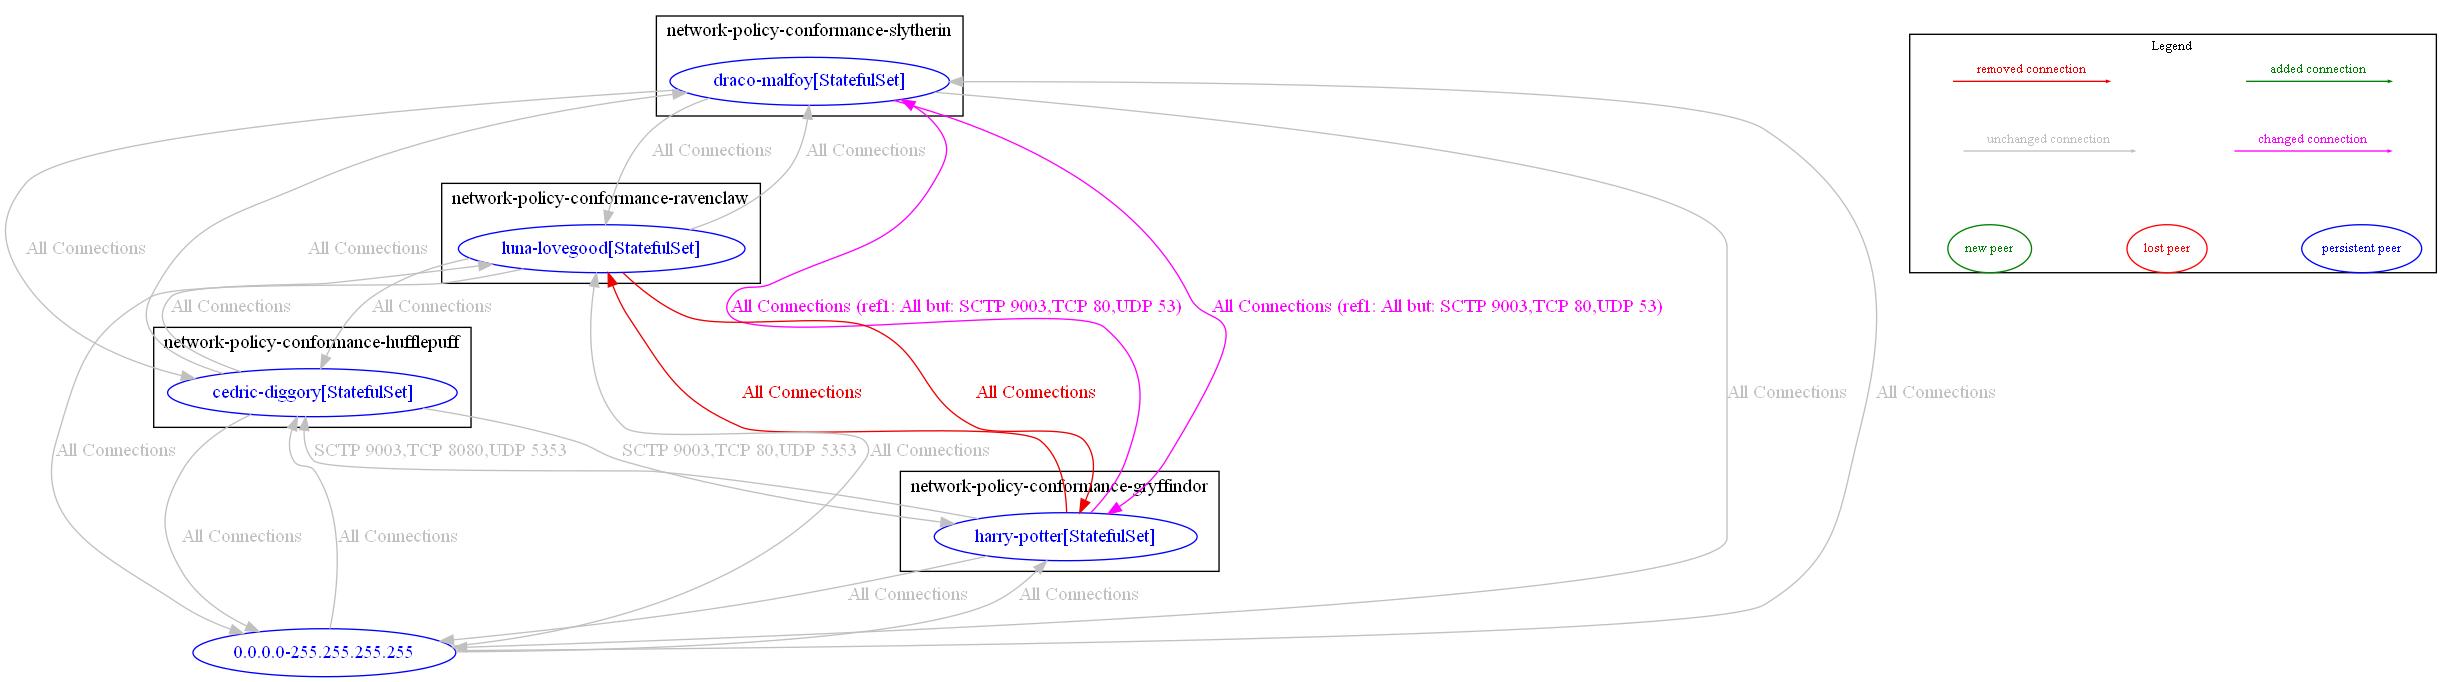 network-policy-conformance-slytherin
draco-malfoy[StatefulSet]
Legend
removed connection
added connection
unchanged connection
changed connection
new peer
lost peer
persistent peer
All Connections
All Connections
network-policy-conformance-ravenclaw
luna-lovegood[StatefulSet]
All Connections
All Connections
All Connections
All Connections
All Connections (ref1: All but: SCTP 9003,TCP 80,UDP 53)
All Connections (ref1: All but: SCTP 9003,TCP 80,UDP 53)
network-policy-conformance-hufflepuff
cedric-diggory[StatefulSet]
All Connections
All Connections
All Connections
All Connections
All Connections
SCTP 9003,TCP 8080,UDP 5353
SCTP 9003,TCP 80,UDP 5353
All Connections
network-policy-conformance-gryffindor
harry-potter[StatefulSet]
All Connections
All Connections
All Connections
All Connections
0.0.0.0-255.255.255.255